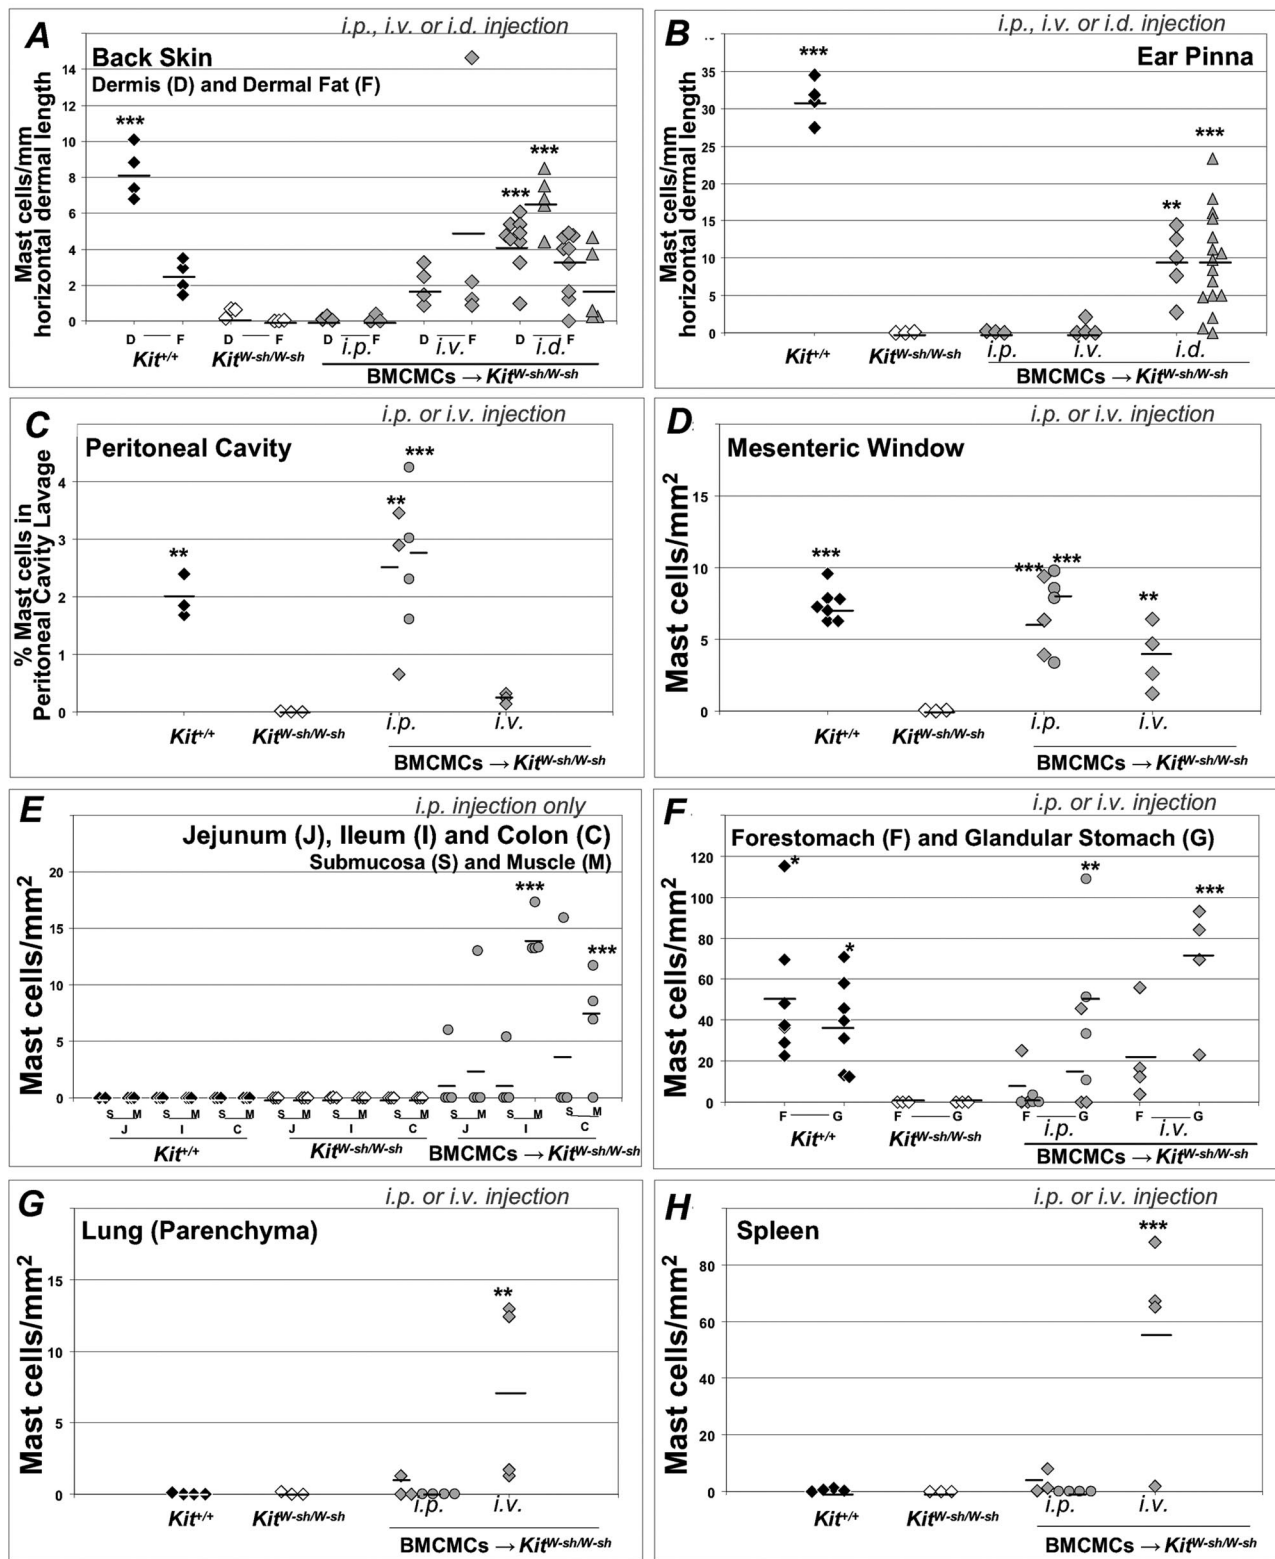 A
i.p., i.v. or i.d. injection
Back Skin
Dermis (D) and Dermal Fat (F)
Mast cells/mm
horizontal dermal length
14
12
10
8
6
4
2
0
***
***
***
D F D F D F D F D F
Kit+/+ KitW-sh/W-sh i.p. i.v. i.d.
BMCMCs → KitW-sh/W-sh
B
i.p., i.v. or i.d. injection
Ear Pinna
Mast cells/mm
horizontal dermal length
35
30
25
20
15
10
5
0
***
**
***
Kit+/+ KitW-sh/W-sh i.p. i.v. i.d.
BMCMCs → KitW-sh/W-sh
C
i.p. or i.v. injection
Peritoneal Cavity
% Mast cells in
Peritoneal Cavity Lavage
4
3
2
1
0
**
**
***
Kit+/+ KitW-sh/W-sh i.p. i.v.
BMCMCs → KitW-sh/W-sh
D
i.p. or i.v. injection
Mesenteric Window
Mast cells/mm2
15
10
5
0
***
***
***
**
Kit+/+ KitW-sh/W-sh i.p. i.v.
BMCMCs → KitW-sh/W-sh
E
i.p. injection only
Jejunum (J), Ileum (I) and Colon (C)
Submucosa (S) and Muscle (M)
Mast cells/mm2
20
15
10
5
0
***
***
S M S M S M S M S M S M S M S M S M
J I C J I C J I C
Kit+/+ KitW-sh/W-sh BMCMCs → KitW-sh/W-sh
F
i.p. or i.v. injection
Forestomach (F) and Glandular Stomach (G)
Mast cells/mm2
120
100
80
60
40
20
0
*
*
**
***
F G F G F G F G
Kit+/+ KitW-sh/W-sh i.p. i.v.
BMCMCs → KitW-sh/W-sh
G
i.p. or i.v. injection
Lung (Parenchyma)
Mast cells/mm2
15
10
5
0
**
Kit+/+ KitW-sh/W-sh i.p. i.v.
BMCMCs → KitW-sh/W-sh
H
i.p. or i.v. injection
Spleen
Mast cells/mm2
80
60
40
20
0
***
Kit+/+ KitW-sh/W-sh i.p. i.v.
BMCMCs → KitW-sh/W-sh